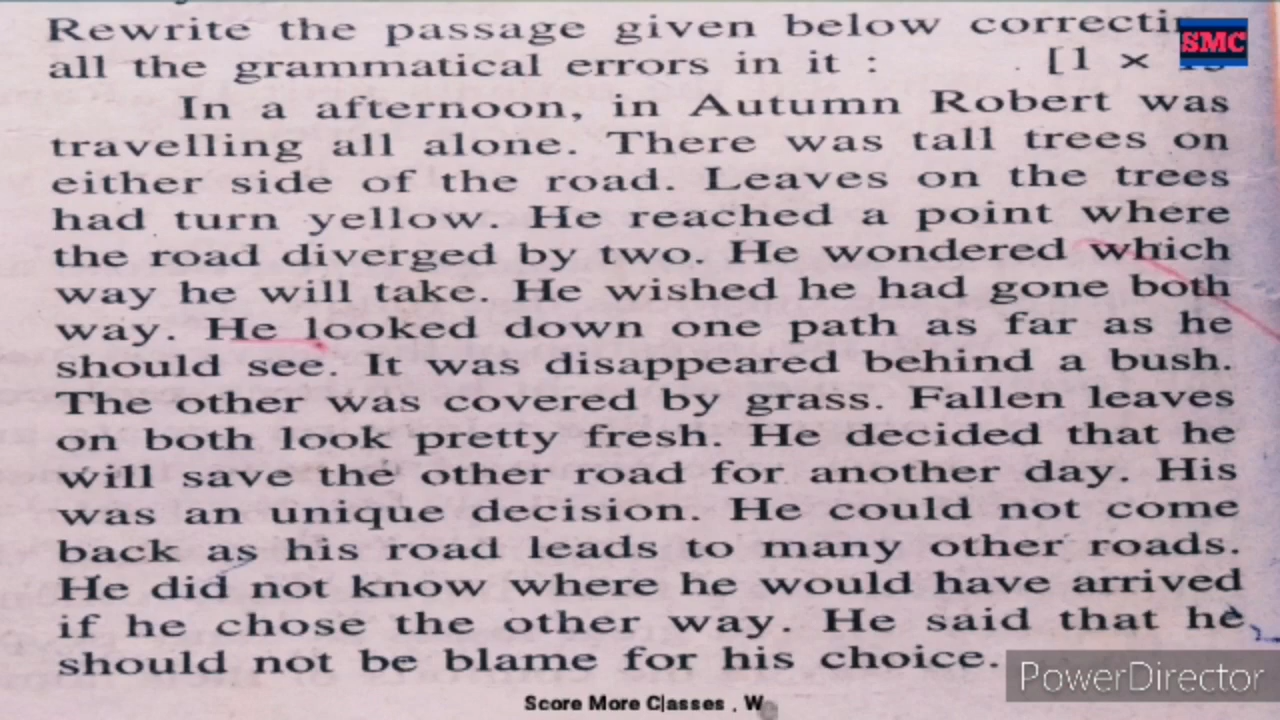 Rewrite the passage given below
all the grammatical errors in it : [1 ×
SMC
In a afternoon, in Autumn Robert was
travelling all alone. There was tall trees on
either side of the road. Leaves on the trees
had turn yellow. He reached a point where
the road diverged by two. He wondered which
way he will take. He wished he had gone both
way. He looked down one path as far as he
should see. It was disappeared behind a bush.
The other was covered by grass. Fallen leaves
on both look pretty fresh. He decided that he
will save the other road for another day. His
was an unique decision. He could not come
back as his road leads to many other roads.
He did not know where he would have arrived
if he chose the other way. He said that he
should not be blame for his choice.
PowerDirector
Score More Classes .